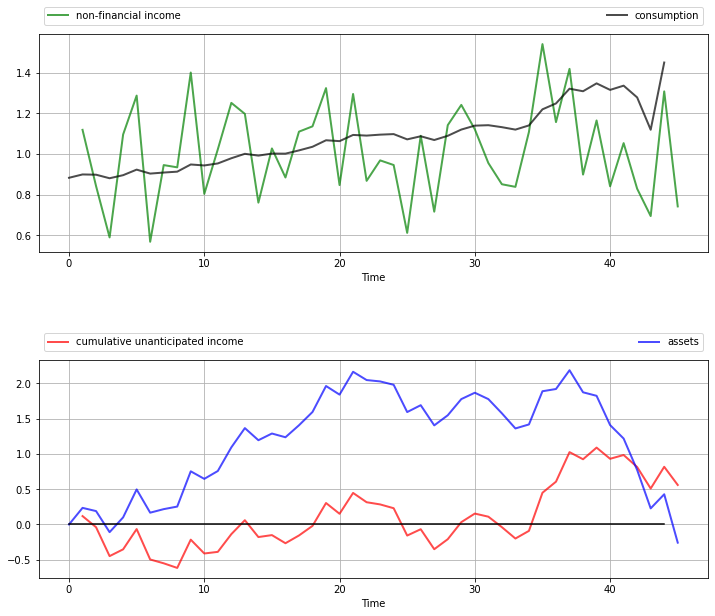 non-financial income consumption
1.4
1.2
1.0
0.8
0.6
0 10 20 30 40
Time
cumulative unanticipated income assets
2.0
1.5
1.0
0.5
0.0
−0.5
0 10 20 30 40
Time